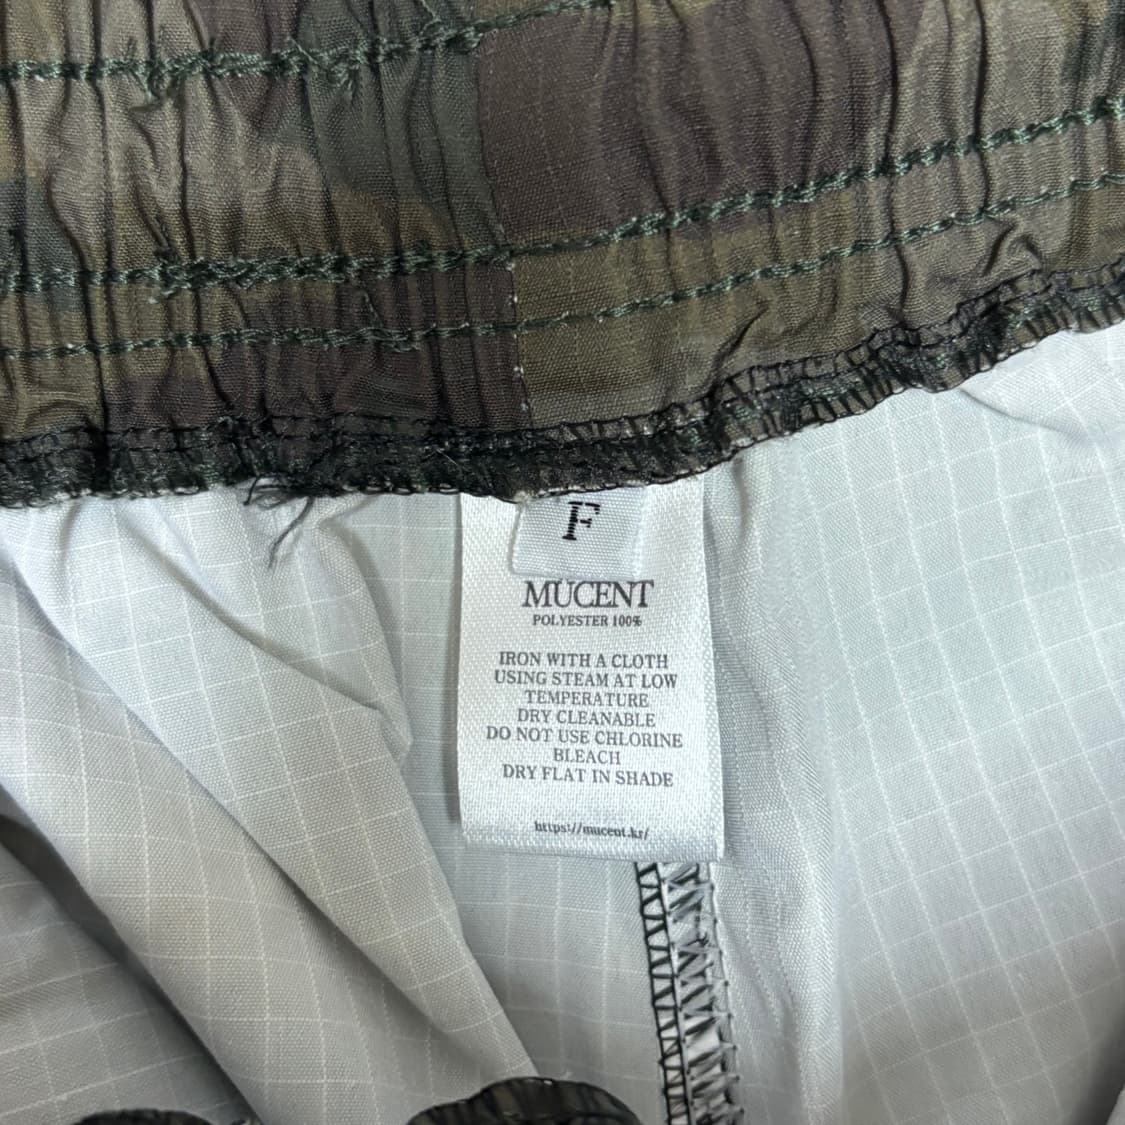 F
MUCENT
POLYESTER 100%
IRON WITH A CLOTH
USING STEAM AT LOW
TEMPERATURE
DRY CLEANABLE
DO NOT USE CHLORINE
BLEACH
DRY FLAT IN SHADE
https://mucent.kr/